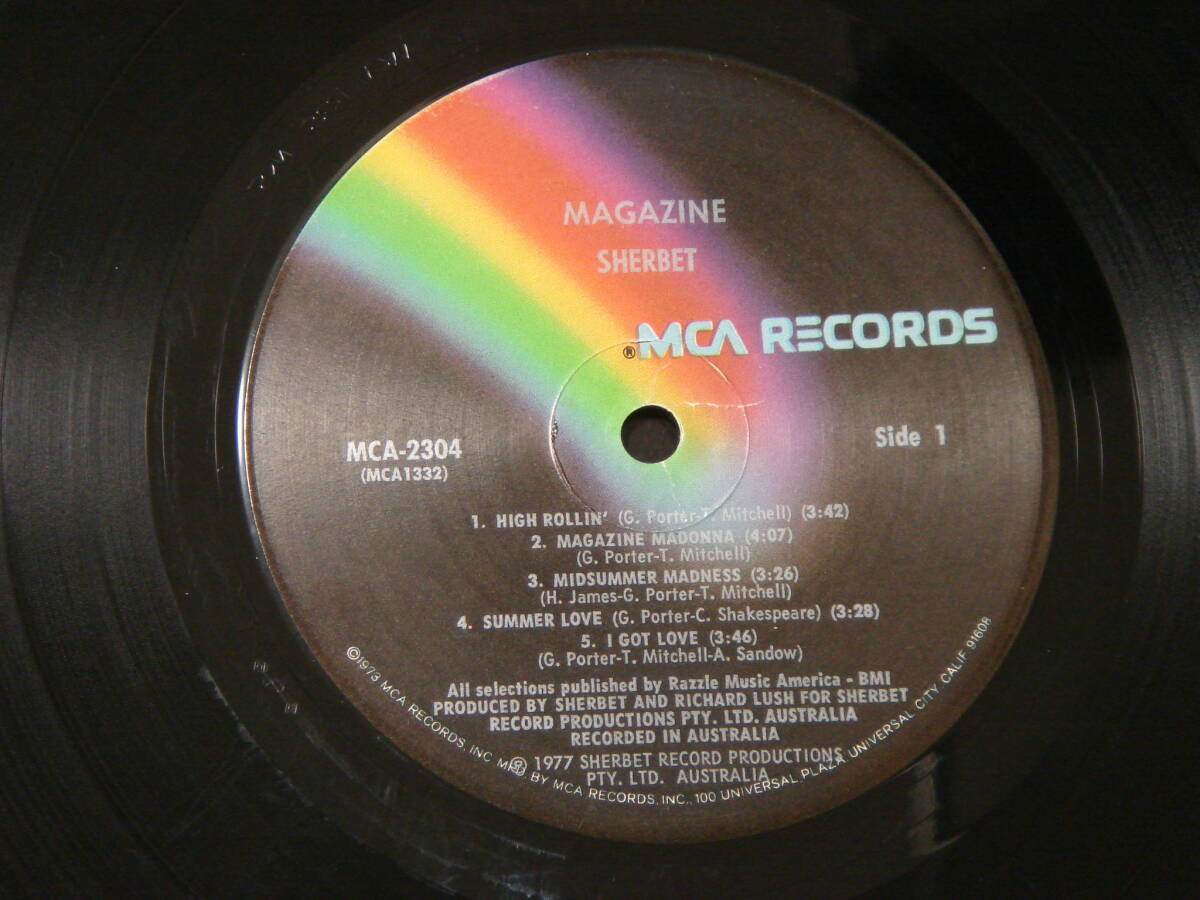 MAGAZINE
SHERBET
®MCA RECORDS
MCA-2304
(MCA1332)
Side 1
1. HIGH ROLLIN' (G. Porter-T. Mitchell) (3:42)
2. MAGAZINE MADONNA (4:07)
(G. Porter-T. Mitchell)
3. MIDSUMMER MADNESS (3:26)
(H. James-G. Porter-T. Mitchell)
4. SUMMER LOVE (G. Porter-C. Shakespeare) (3:28)
5. I GOT LOVE (3:46)
(G. Porter-T. Mitchell-A. Sandow)
All selections published by Razzle Music America - BMI
PRODUCED BY SHERBET AND RICHARD LUSH FOR SHERBET
RECORD PRODUCTIONS PTY. LTD. AUSTRALIA
RECORDED IN AUSTRALIA
℗ 1977 SHERBET RECORD PRODUCTIONS
PTY. LTD. AUSTRALIA
©1973 MCA RECORDS, INC MFD BY MCA RECORDS, INC., 100 UNIVERSAL PLAZA, UNIVERSAL CITY, CALIF. 91608